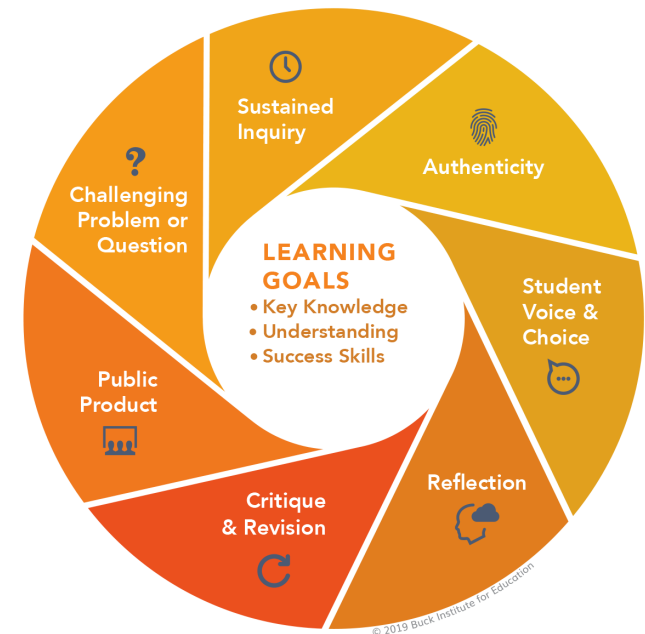 Sustained
Inquiry
Authenticity
?
Challenging
Problem or
Question
LEARNING
GOALS
• Key Knowledge
• Understanding
• Success Skills
Student
Voice &
Choice
Public
Product
Reflection
Critique
& Revision
© 2019 Buck Institute for Education